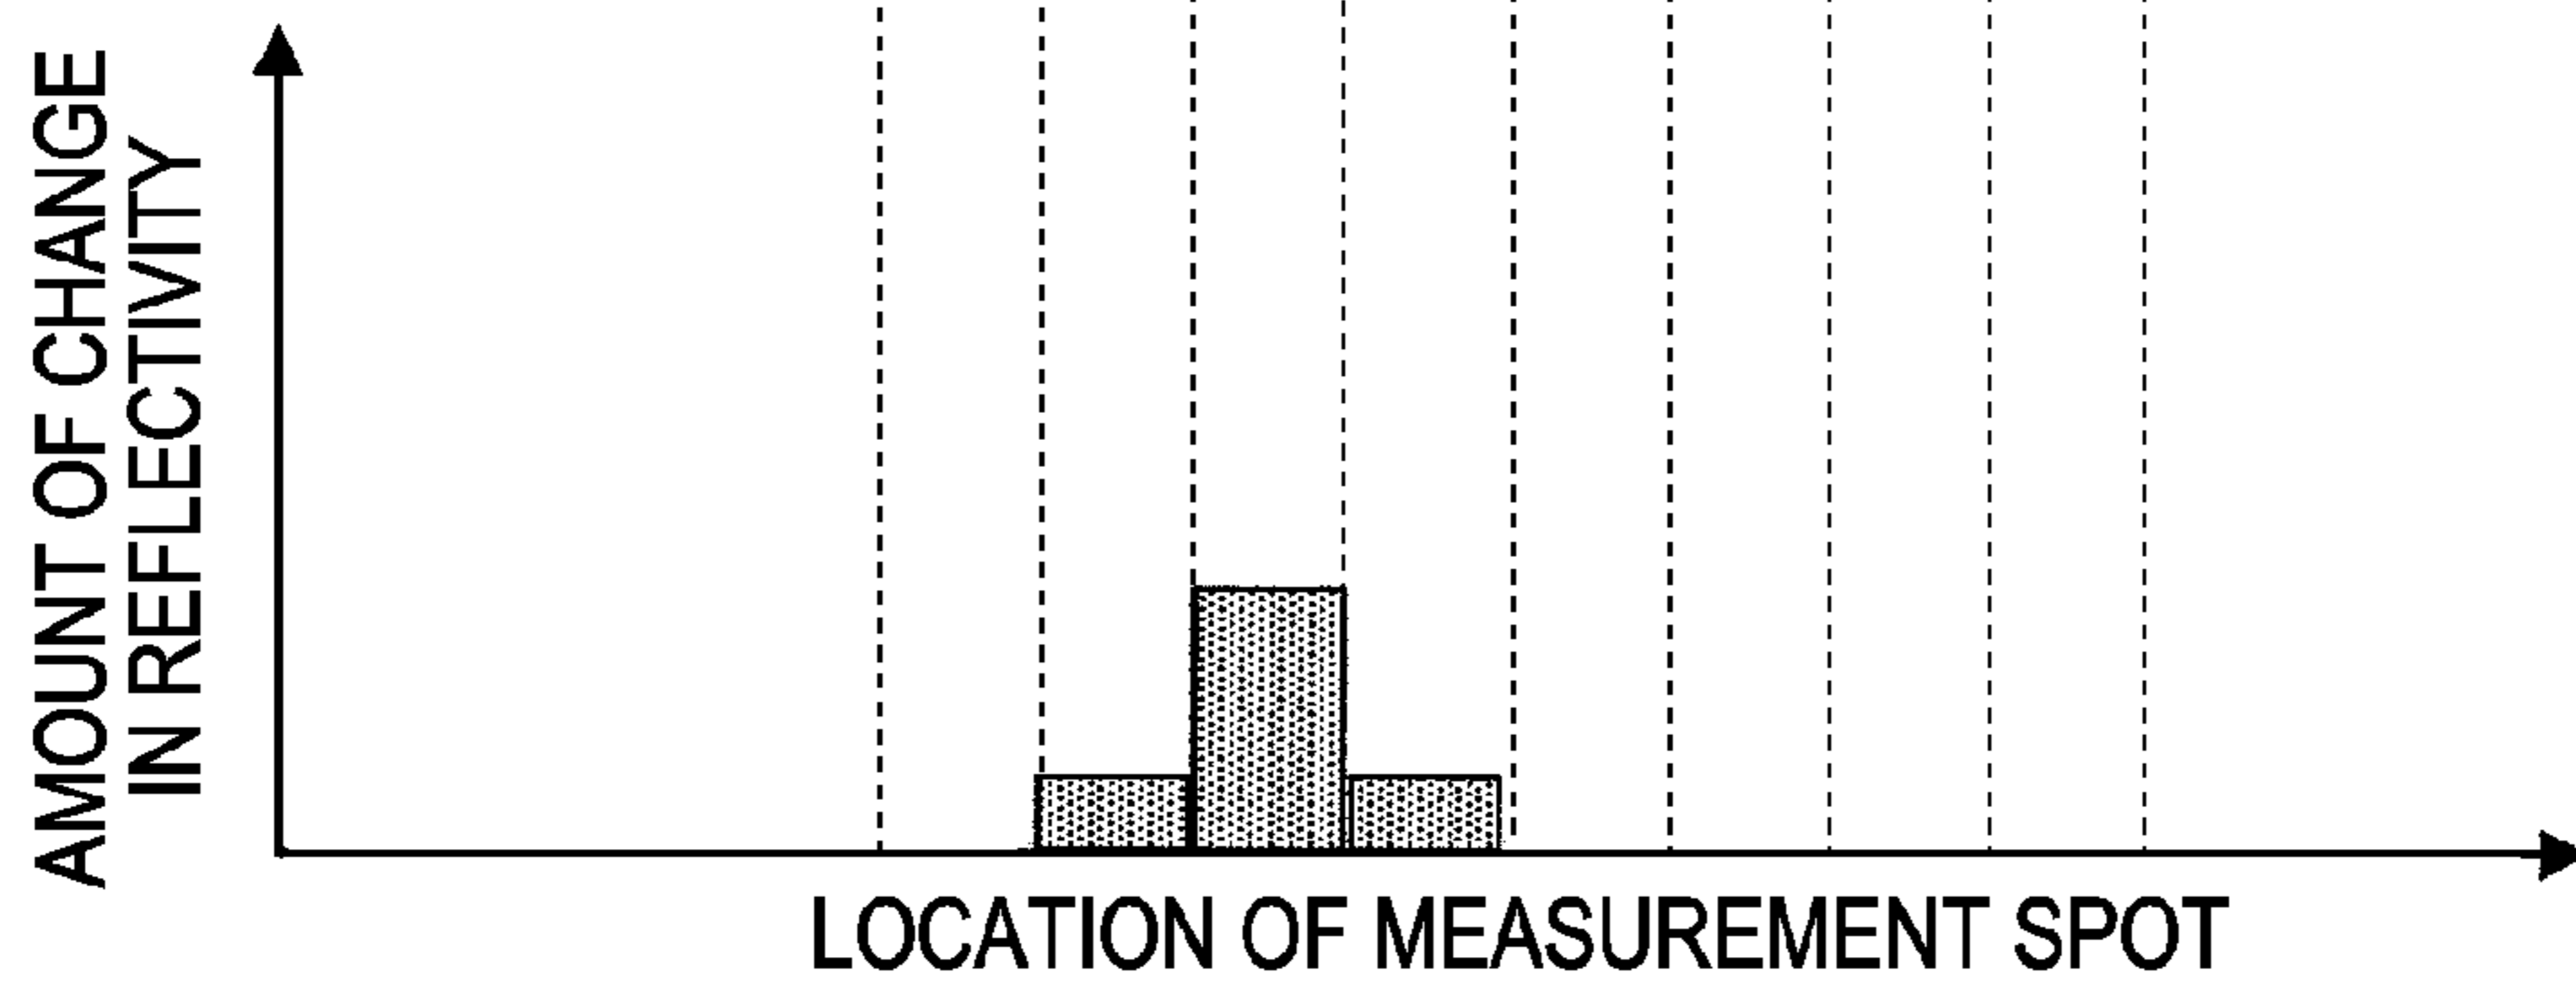 AMOUNT OF CHANGE
IN REFLECTIVITY
LOCATION OF MEASUREMENT SPOT